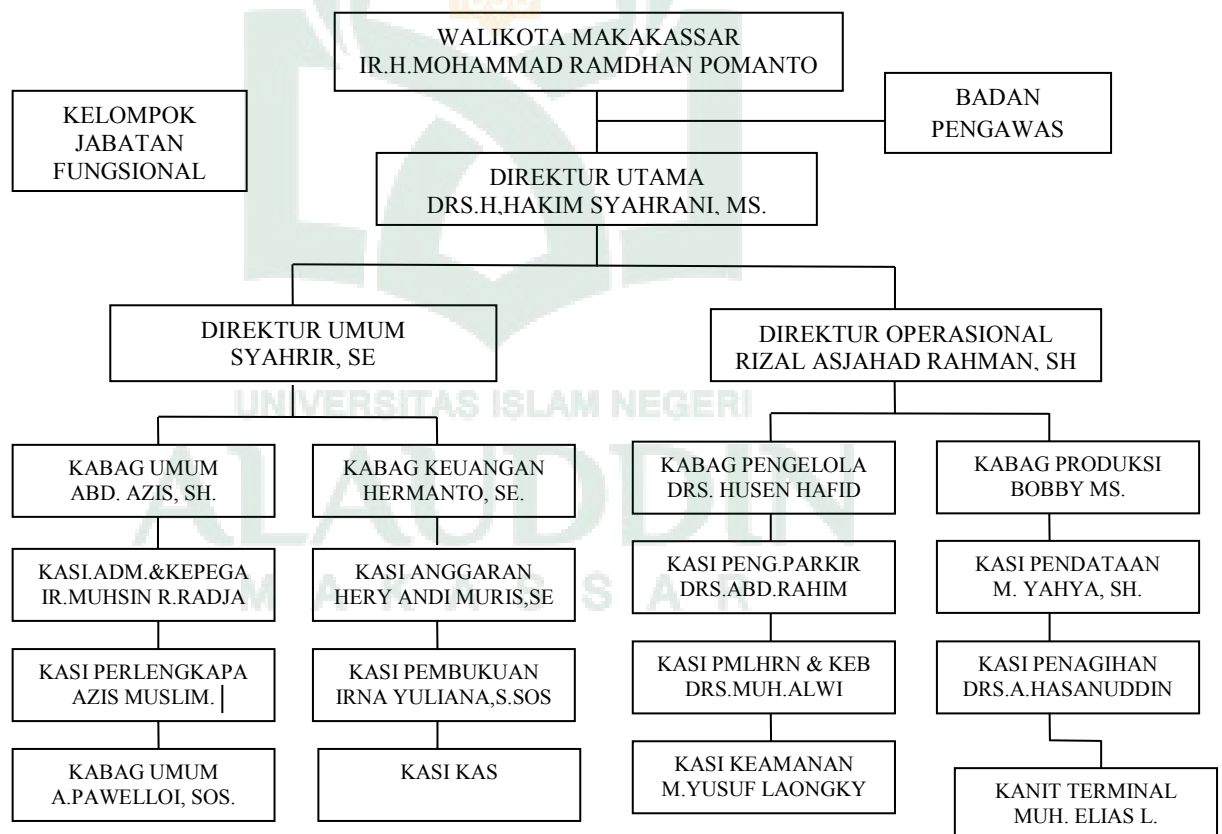 WALIKOTA MAKAKASSAR
IR.H.MOHAMMAD RAMDHAN POMANTO
KELOMPOK
JABATAN
FUNGSIONAL
BADAN
PENGAWAS
DIREKTUR UTAMA
DRS.H,HAKIM SYAHRANI, MS.
DIREKTUR UMUM
SYAHRIR, SE
DIREKTUR OPERASIONAL
RIZAL ASJAHAD RAHMAN, SH
UNIVERSITAS ISLAM NEGERI
ALAUDDIN
MAKASSAR
KABAG UMUM
ABD. AZIS, SH.
KABAG KEUANGAN
HERMANTO, SE.
KABAG PENGELOLA
DRS. HUSEN HAFID
KABAG PRODUKSI
BOBBY MS.
KASI.ADM.&KEPEGA
IR.MUHSIN R.RADJA
KASI ANGGARAN
HERY ANDI MURIS,SE
KASI PENG.PARKIR
DRS.ABD.RAHIM
KASI PENDATAAN
M. YAHYA, SH.
KASI PERLENGKAPA
AZIS MUSLIM.
KASI PEMBUKUAN
IRNA YULIANA,S.SOS
KASI PMLHRN & KEB
DRS.MUH.ALWI
KASI PENAGIHAN
DRS.A.HASANUDDIN
KABAG UMUM
A.PAWELLOI, SOS.
KASI KAS
KASI KEAMANAN
M.YUSUF LAONGKY
KANIT TERMINAL
MUH. ELIAS L.